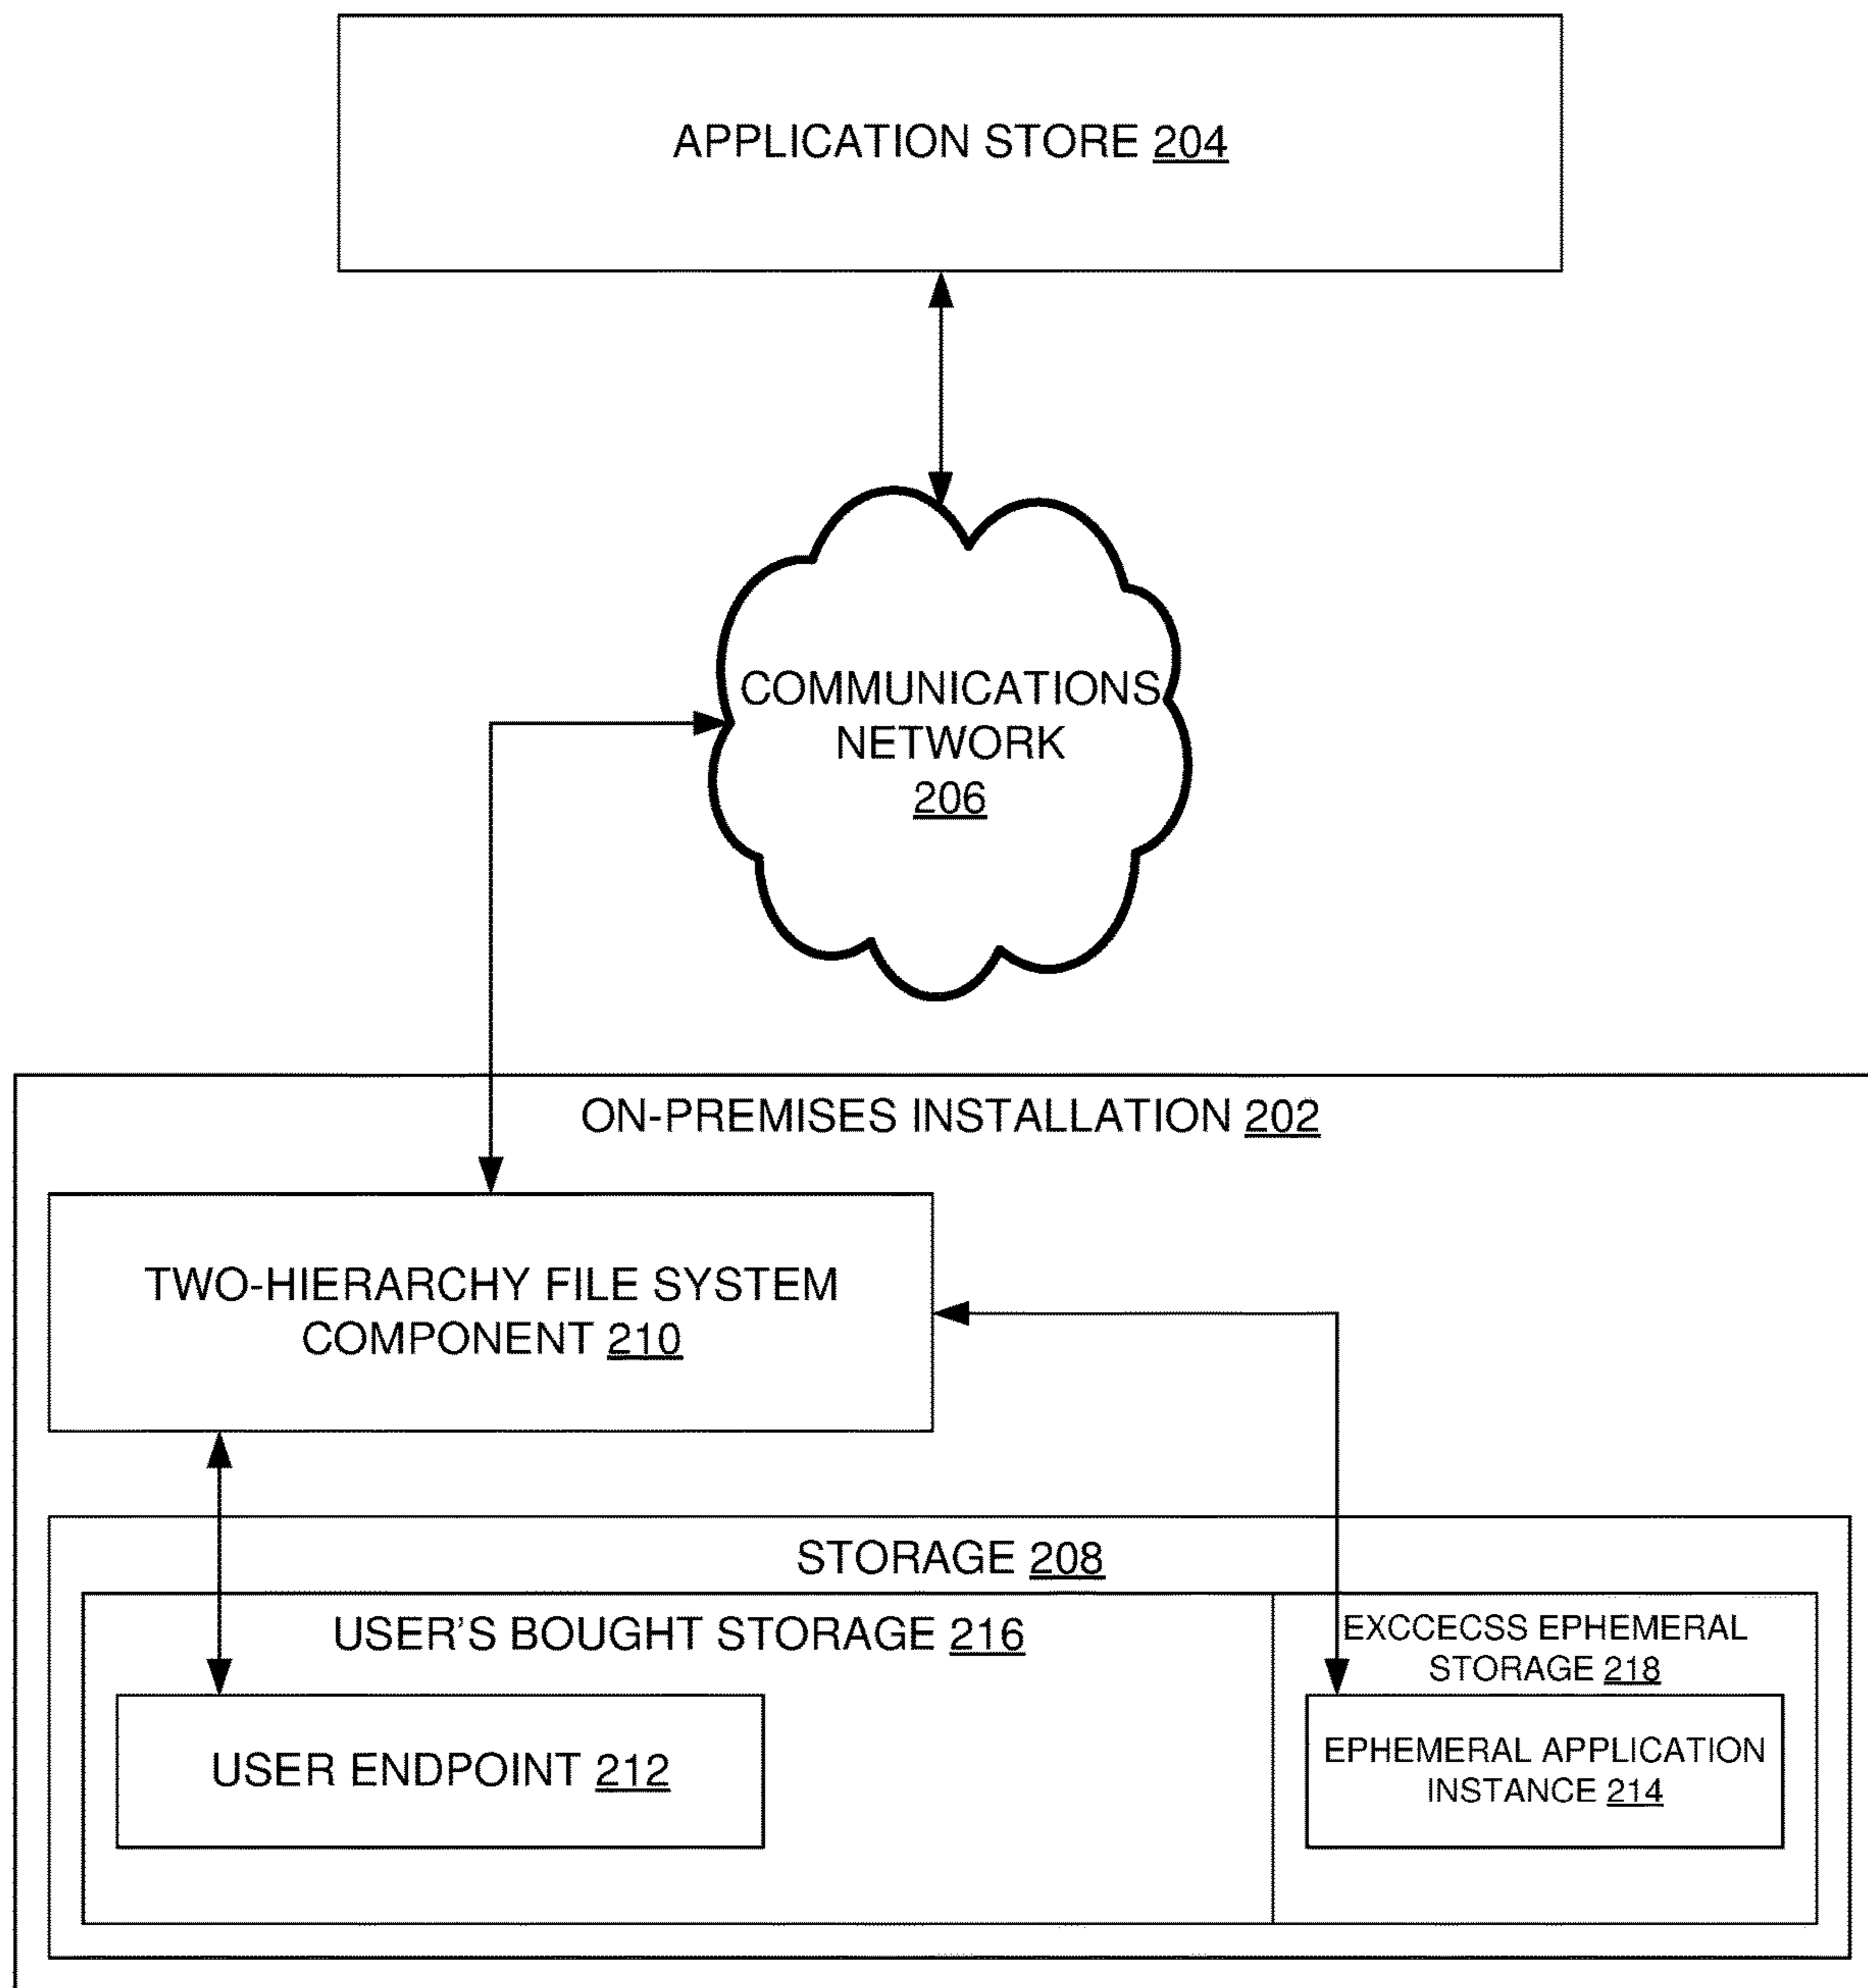 APPLICATION STORE 204
COMMUNICATIONS
NETWORK
206
ON-PREMISES INSTALLATION 202
TWO-HIERARCHY FILE SYSTEM
COMPONENT 210
STORAGE 208
USER'S BOUGHT STORAGE 216
EXCCECSS EPHEMERAL
STORAGE 218
USER ENDPOINT 212
EPHEMERAL APPLICATION
INSTANCE 214